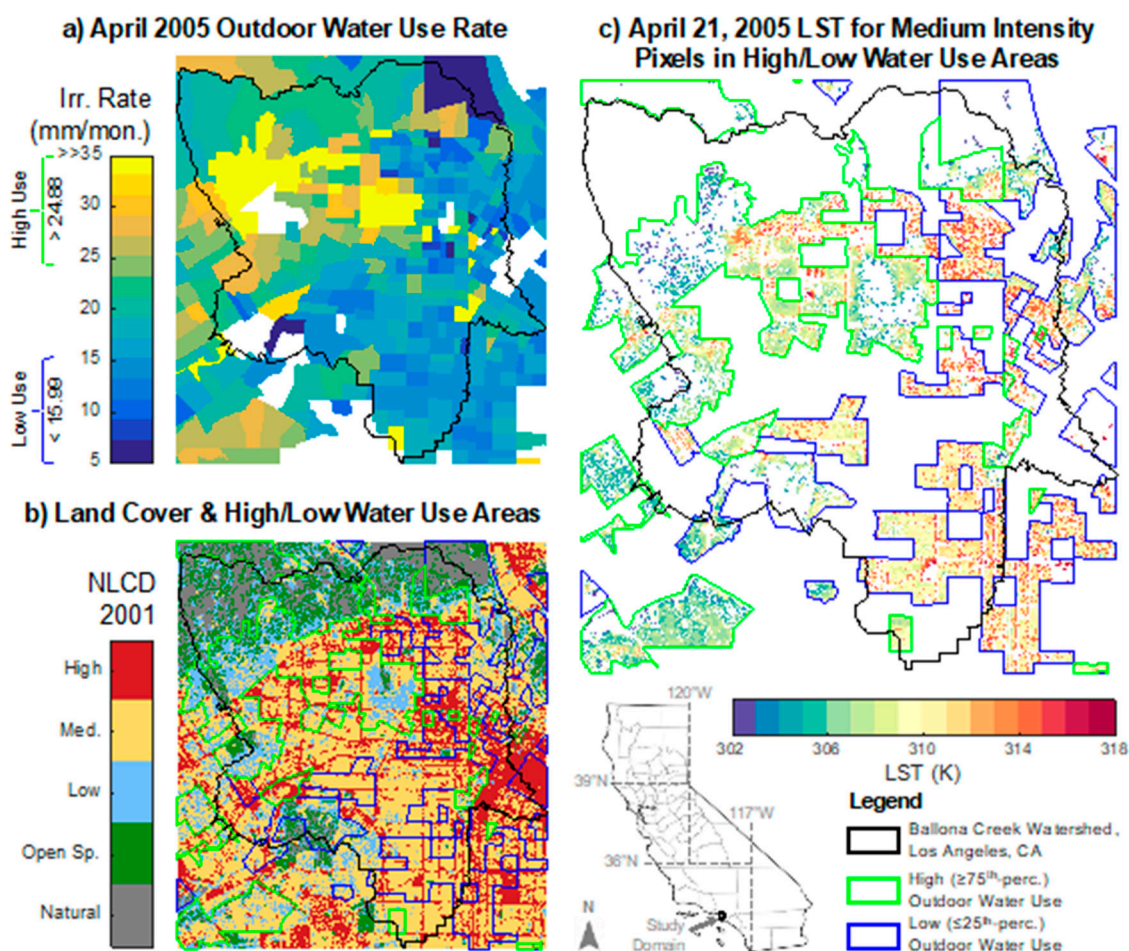 a) April 2005 Outdoor Water Use Rate
Irr. Rate
(mm/mon.)
>>35
30
25
20
15
10
5
High Use
> 24.88
Low Use
< 15.99
b) Land Cover & High/Low Water Use Areas
NLCD
2001
High
Med.
Low
Open Sp.
Natural
c) April 21, 2005 LST for Medium Intensity
Pixels in High/Low Water Use Areas
302
306
310
314
318
LST (K)
120°W
39°N
117°W
36°N
N
Study
Domain
Legend
Ballona Creek Watershed,
Los Angeles, CA
High (≥75th-perc.)
Outdoor Water Use
Low (≤25th-perc.)
Outdoor Water Use